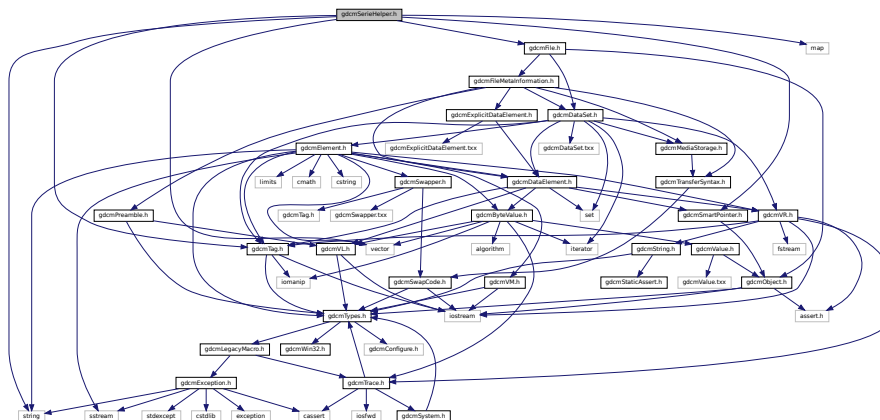 gdcmSerieHelper.h
gdcmFile.h
map
gdcmFileMetaInformation.h
gdcmExplicitDataElement.h
gdcmDataSet.h
gdcmElement.h
gdcmExplicitDataElement.txx
gdcmDataSet.txx
gdcmMediaStorage.h
limits
cmath
cstring
gdcmSwapper.h
gdcmDataElement.h
gdcmTransferSyntax.h
gdcmPreamble.h
gdcmTag.h
gdcmSwapper.txx
gdcmByteValue.h
set
gdcmSmartPointer.h
gdcmVR.h
gdcmTag.h
gdcmVL.h
vector
algorithm
iterator
gdcmString.h
gdcmValue.h
fstream
iomanip
gdcmSwapCode.h
gdcmVM.h
gdcmStaticAssert.h
gdcmValue.txx
gdcmObject.h
gdcmTypes.h
iostream
assert.h
gdcmLegacyMacro.h
gdcmWin32.h
gdcmConfigure.h
gdcmException.h
gdcmTrace.h
string
sstream
stdexcept
cstdlib
exception
cassert
iosfwd
gdcmSystem.h